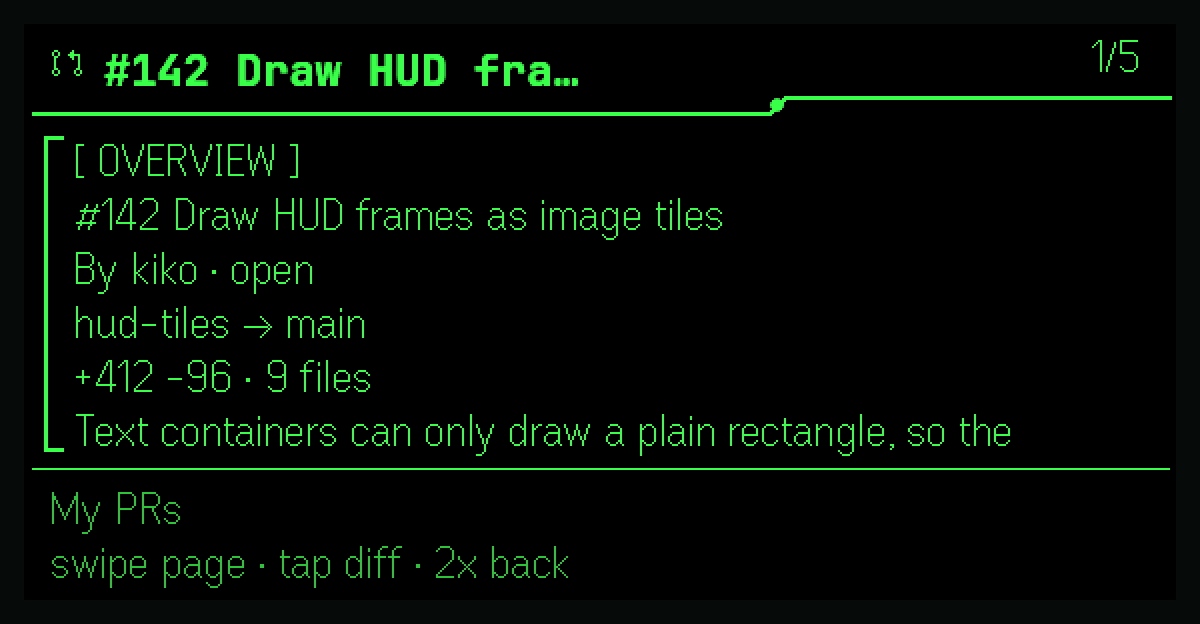 #142 Draw HUD fra…
1/5
[ OVERVIEW ]
#142 Draw HUD frames as image tiles
By kiko · open
hud-tiles → main
+412 -96 · 9 files
Text containers can only draw a plain rectangle, so the
My PRs
swipe page · tap diff · 2x back